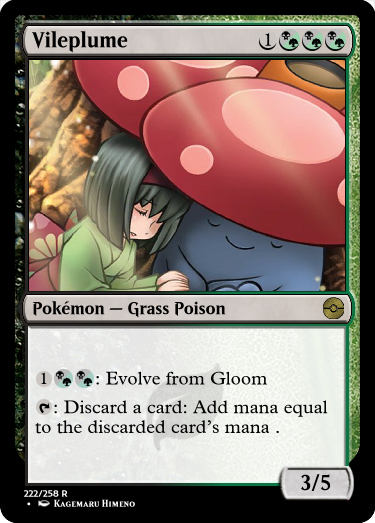 Vileplume 1
Pokémon — Grass Poison
1 : Evolve from Gloom
: Discard a card: Add mana equal
to the discarded card's mana .
3/5
222/258 R
• Kagemaru Himeno